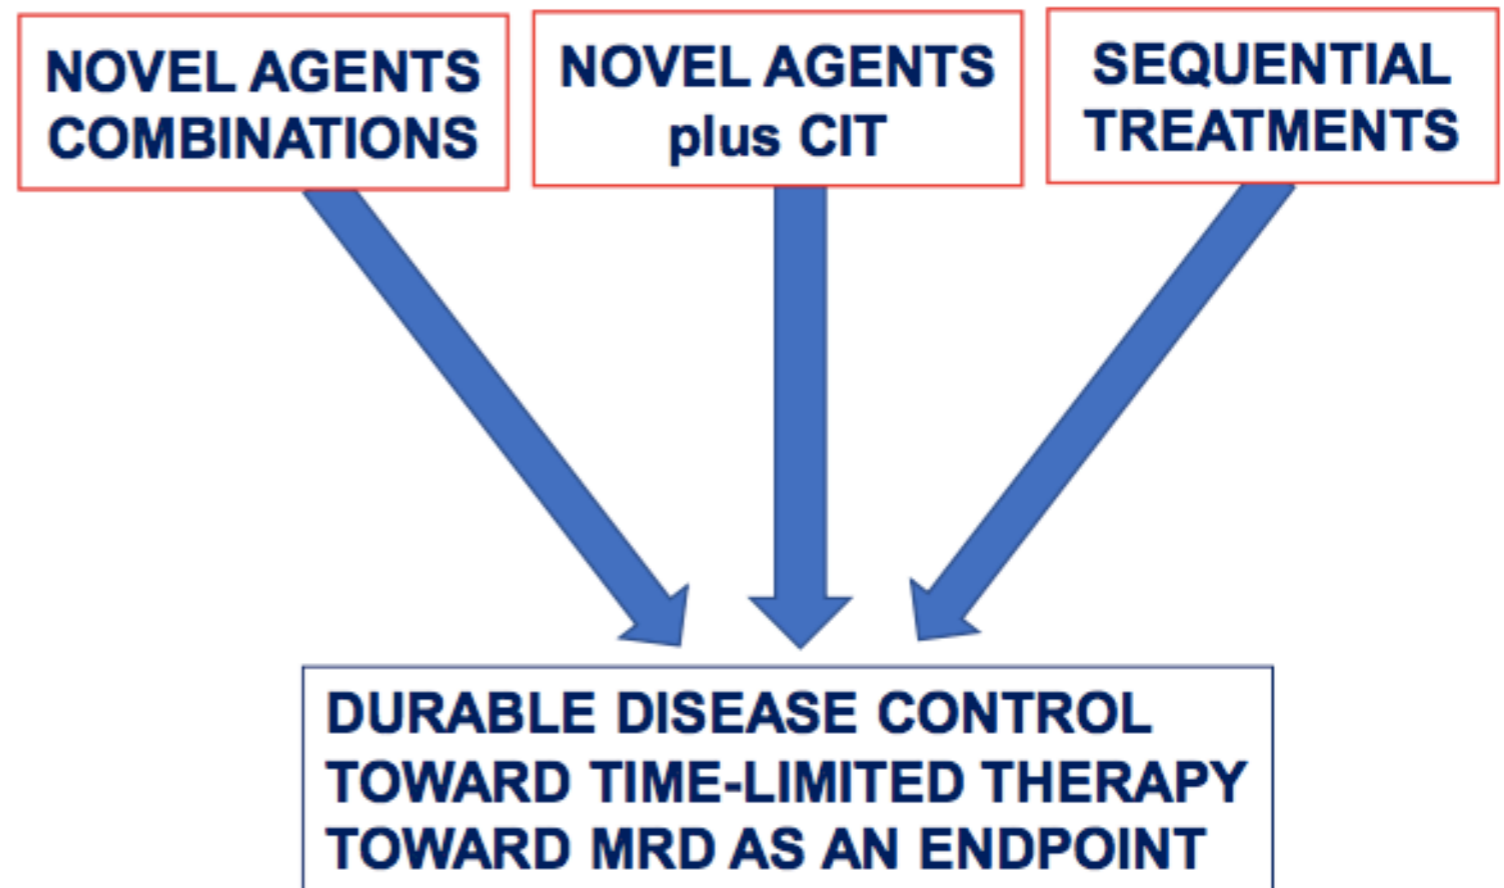 NOVEL AGENTS
COMBINATIONS
NOVEL AGENTS
plus CIT
SEQUENTIAL
TREATMENTS
DURABLE DISEASE CONTROL
TOWARD TIME-LIMITED THERAPY
TOWARD MRD AS AN ENDPOINT